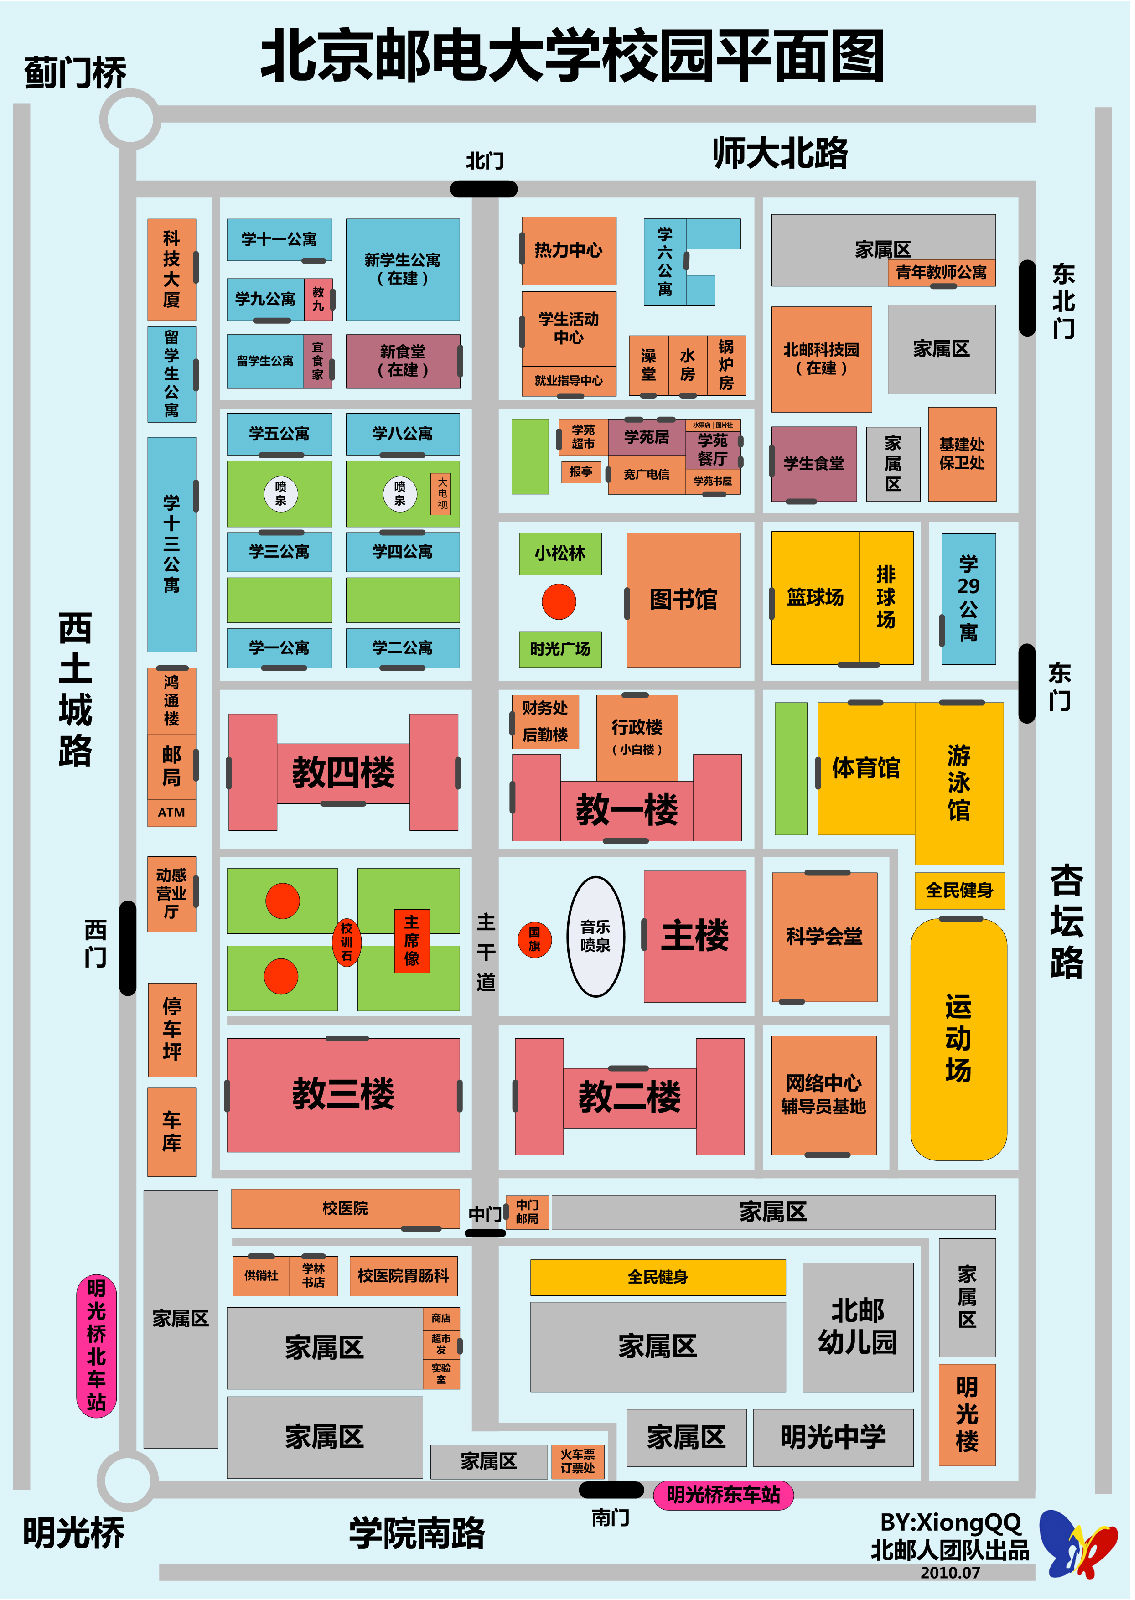 北京邮电大学校园平面图
蓟门桥
师大北路
北门
科技大厦
学十一公寓
新学生公寓
(在建)
热力中心
学六公寓
家属区
青年教师公寓
东北门
学九公寓
教九
学生活动
中心
留学生公寓
留学生公寓
宜食家
新食堂
(在建)
就业指导中心
澡堂
水房
锅炉房
北邮科技园
(在建)
家属区
学五公寓
学八公寓
学苑
超市
学苑居
学苑
餐厅
报亭
宽广电信
学苑书屋
学生食堂
家属区
基建处
保卫处
学十三公寓
喷泉
喷泉
大电视
学三公寓
学四公寓
小松林
图书馆
篮球场
排球场
学29公寓
学一公寓
学二公寓
时光广场
西土城路
东门
鸿通楼
邮局
ATM
教四楼
财务处
后勤楼
行政楼
(小白楼)
教一楼
体育馆
游泳馆
动感
营业
厅
西门
校训石
主席像
主干道
国旗
音乐
喷泉
主楼
科学会堂
全民健身
杏坛路
运动场
停车坪
车库
教三楼
教二楼
网络中心
辅导员基地
校医院
中门
中门
邮局
家属区
供销社
学林
书店
校医院胃肠科
全民健身
家属区
明光桥北车站
家属区
家属区
商店
超市
发
实验
室
家属区
北邮
幼儿园
明光楼
家属区
家属区
火车票
订票处
家属区
明光中学
明光桥
学院南路
南门
明光桥东车站
BY:XiongQQ
北邮人团队出品
2010.07